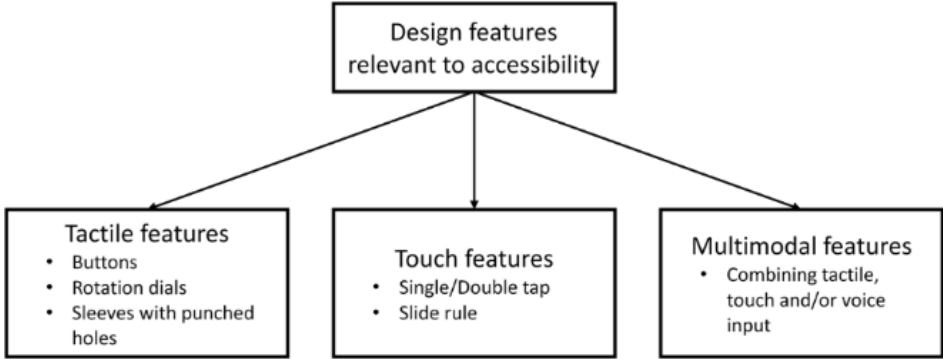 Design features
relevant to accessibility
Tactile features
• Buttons
• Rotation dials
• Sleeves with punched
holes
Touch features
• Single/Double tap
• Slide rule
Multimodal features
• Combining tactile,
touch and/or voice
input